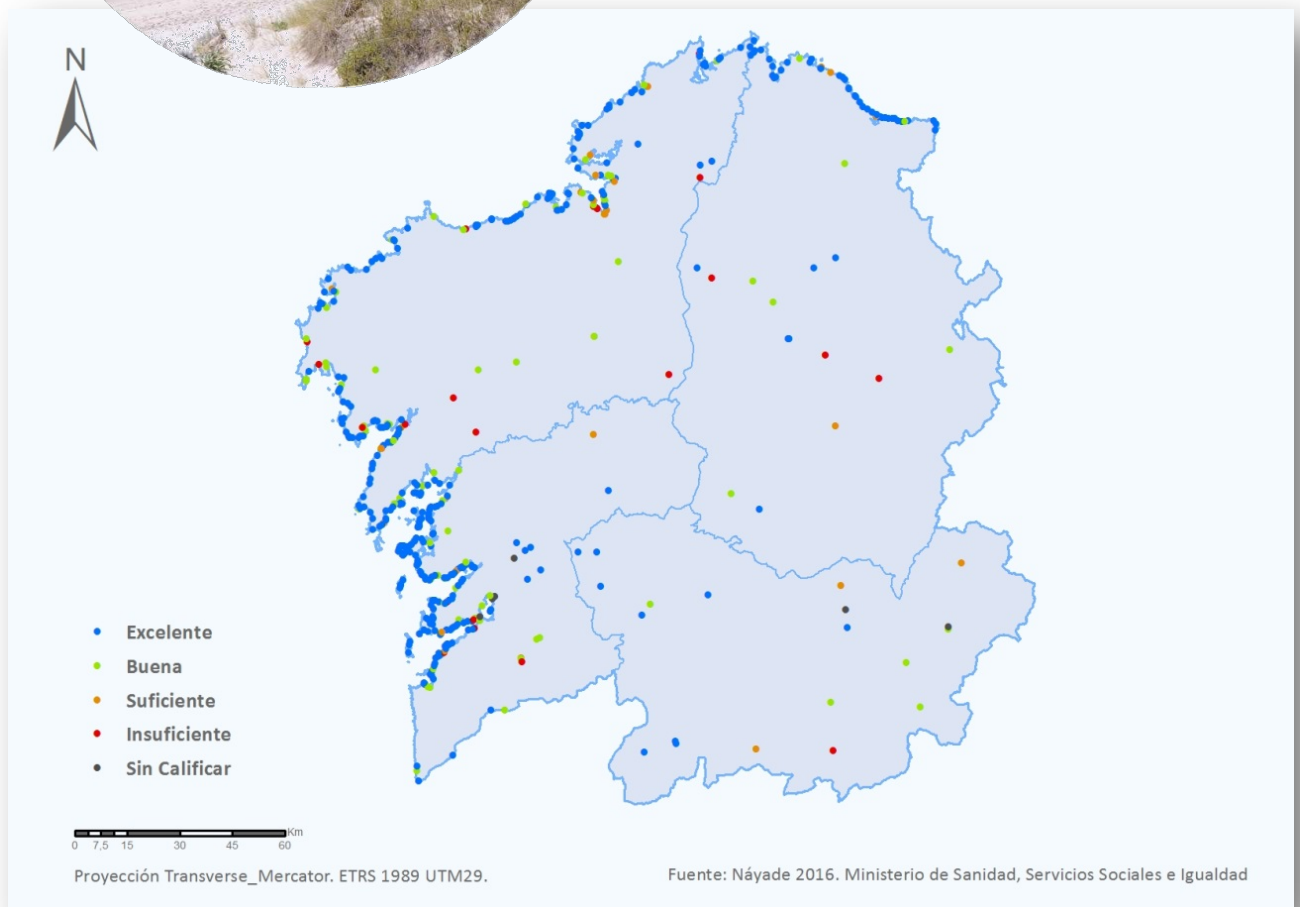 N
Excelente
Buena
Suficiente
Insuficiente
Sin Calificar
Km
0 7,5 15 30 45 60
Proyección Transverse_Mercator. ETRS 1989 UTM29.
Fuente: Náyade 2016. Ministerio de Sanidad, Servicios Sociales e Igualdad